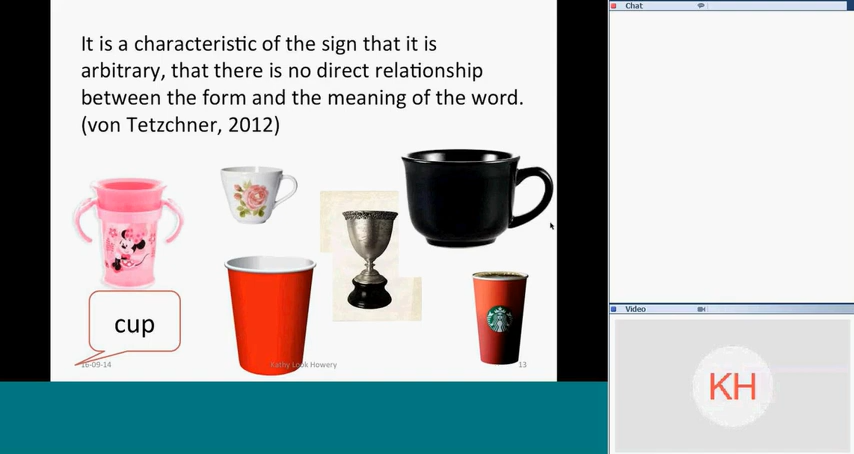 It is a characteristic of the sign that it is
arbitrary, that there is no direct relationship
between the form and the meaning of the word.
(von Tetzchner, 2012)
cup
16-09-14
Kathy Look Howery
13
Chat
Video
KH